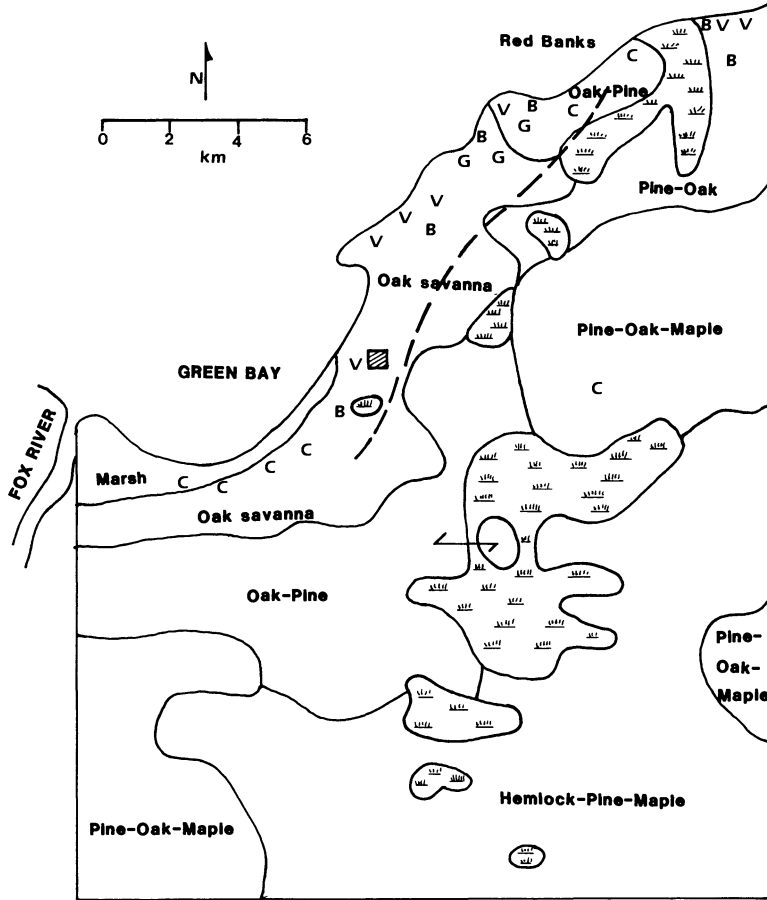 B V V
Red Banks
C
B
N
Oak-Pine
V B C
G
0 2 4 6
km
B
G G
Pine-Oak
V
V
V B
Oak savanna
Pine-Oak-Maple
V
GREEN BAY
C
B
FOX RIVER
C
C
Marsh C
C
Oak savanna
Oak-Pine
Pine-
Oak-
Maple
Hemlock-Pine-Maple
Pine-Oak-Maple